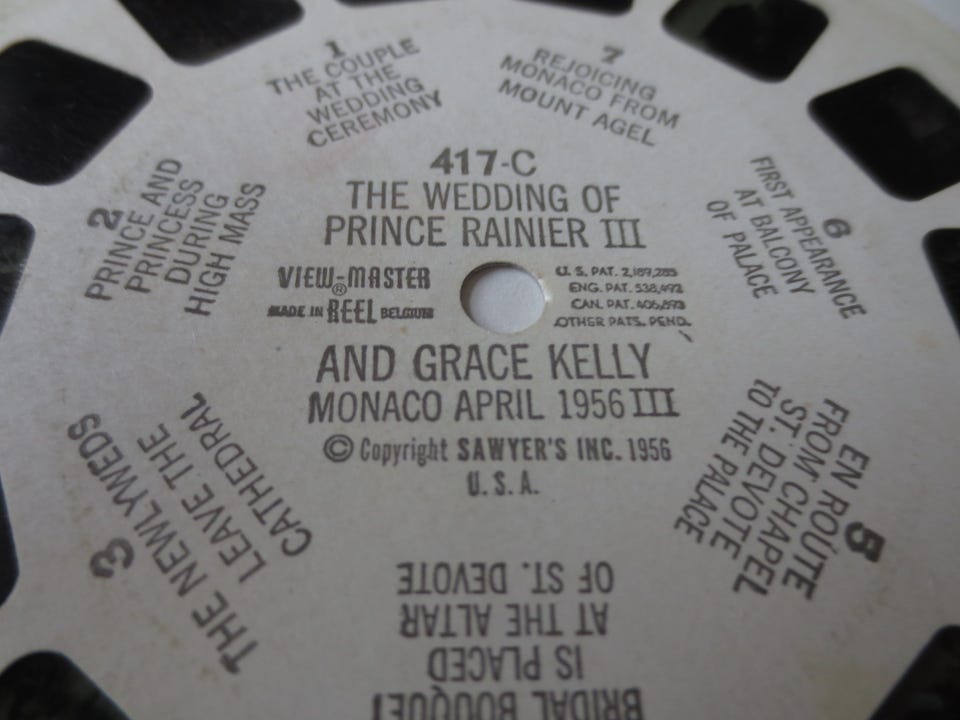 417-C
THE WEDDING OF
PRINCE RAINIER III
VIEW-MASTER
®
MADE IN REEL BELGIUM
U. S. PAT. 2,189,285
ENG. PAT. 538,492
CAN. PAT. 405,893
OTHER PATS. PEND.
AND GRACE KELLY
MONACO APRIL 1956 III
© Copyright SAWYER'S INC. 1956
U. S. A.
1
THE COUPLE
AT THE
WEDDING
CEREMONY
2
PRINCE AND
PRINCESS
DURING
HIGH MASS
3
THE NEWLYWEDS
LEAVE THE
CATHEDRAL
BRIDAL BOUQUET
IS PLACED
AT THE ALTAR
OF ST. DEVOTE
5
EN ROUTE
FROM CHAPEL
ST. DEVOTE
TO THE PALACE
6
FIRST APPEARANCE
AT BALCONY
OF PALACE
7
REJOICING
MONACO FROM
MOUNT AGEL